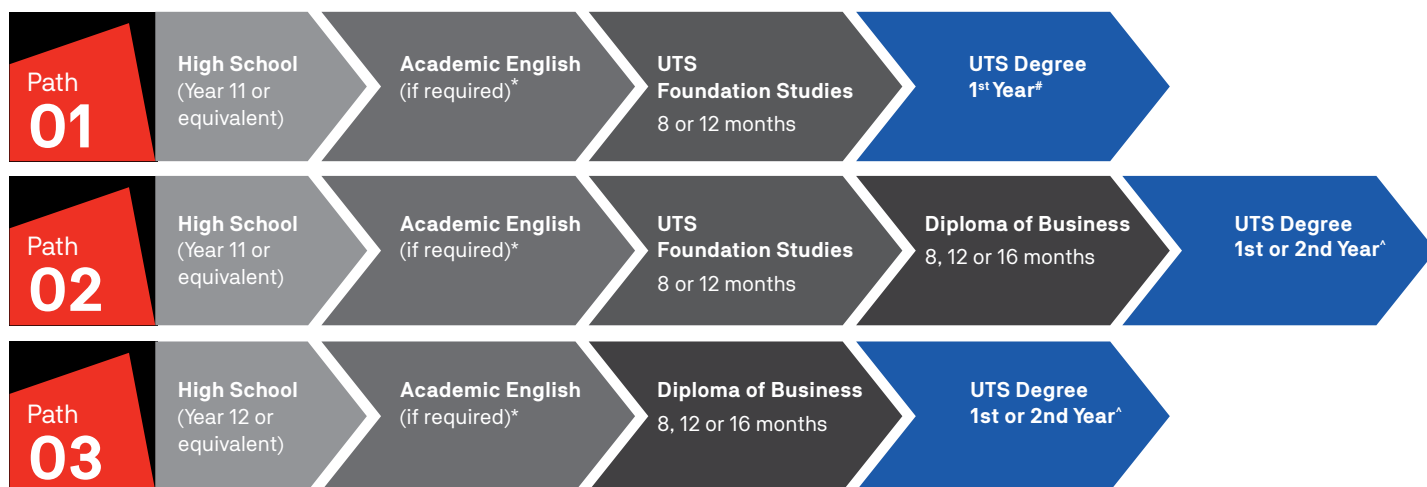 Path
01
High School
(Year 11 or
equivalent)
Academic English
(if required)*
UTS
Foundation Studies
8 or 12 months
UTS Degree
1st Year#
Path
02
High School
(Year 11 or
equivalent)
Academic English
(if required)*
UTS
Foundation Studies
8 or 12 months
Diploma of Business
8, 12 or 16 months
UTS Degree
1st or 2nd Year^
Path
03
High School
(Year 12 or
equivalent)
Academic English
(if required)*
Diploma of Business
8, 12 or 16 months
UTS Degree
1st or 2nd Year^